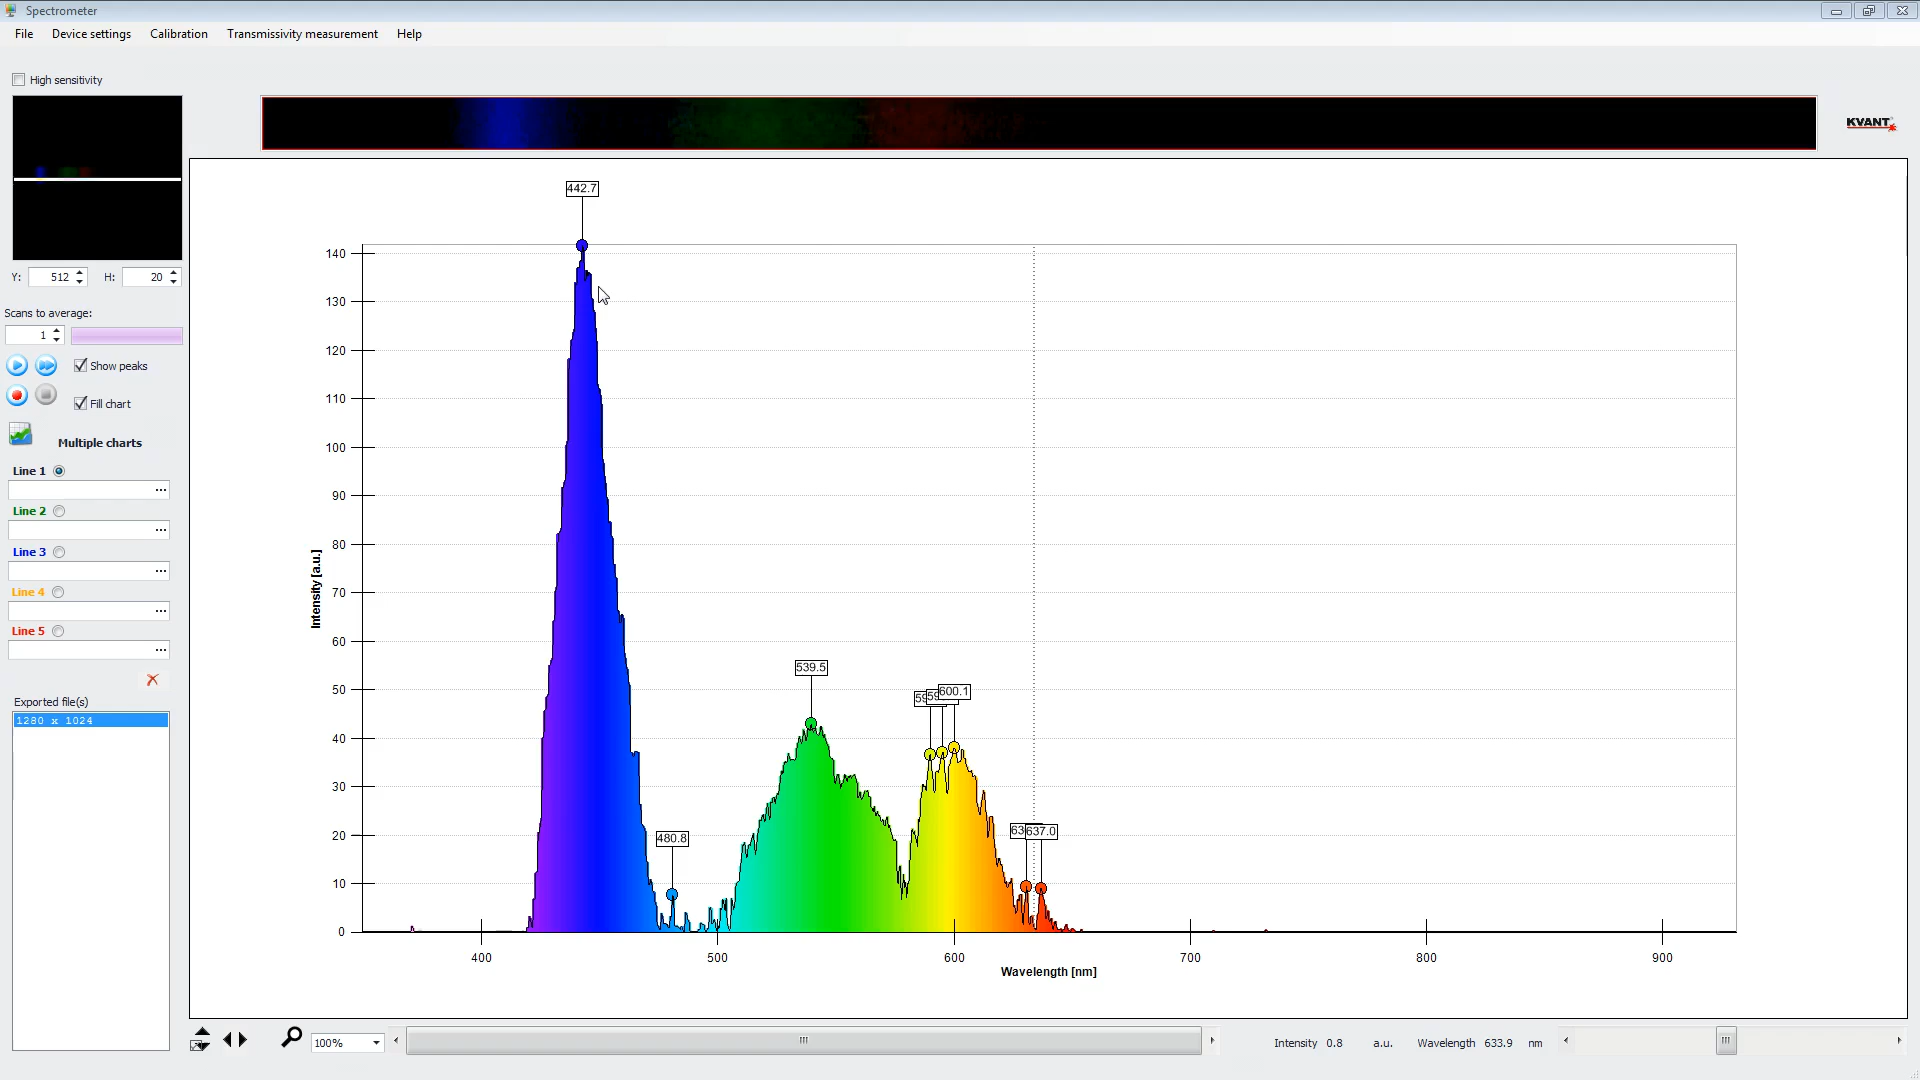 Spectrometer
File Device settings Calibration Transmissivity measurement Help
High sensitivity
KVANT
Y: 512 H: 20
Scans to average:
1
Show peaks
Fill chart
Multiple charts
Line 1
...
Line 2
...
Line 3
...
Line 4
...
Line 5
...
Exported file(s)
1280 x 1024
442.7
539.5
600.1
480.8
637.0
140
130
120
110
100
90
80
70
60
50
40
30
20
10
0
Intensity [a.u.]
400 500 600 700 800 900
Wavelength [nm]
100%
Intensity 0.8 a.u. Wavelength 633.9 nm